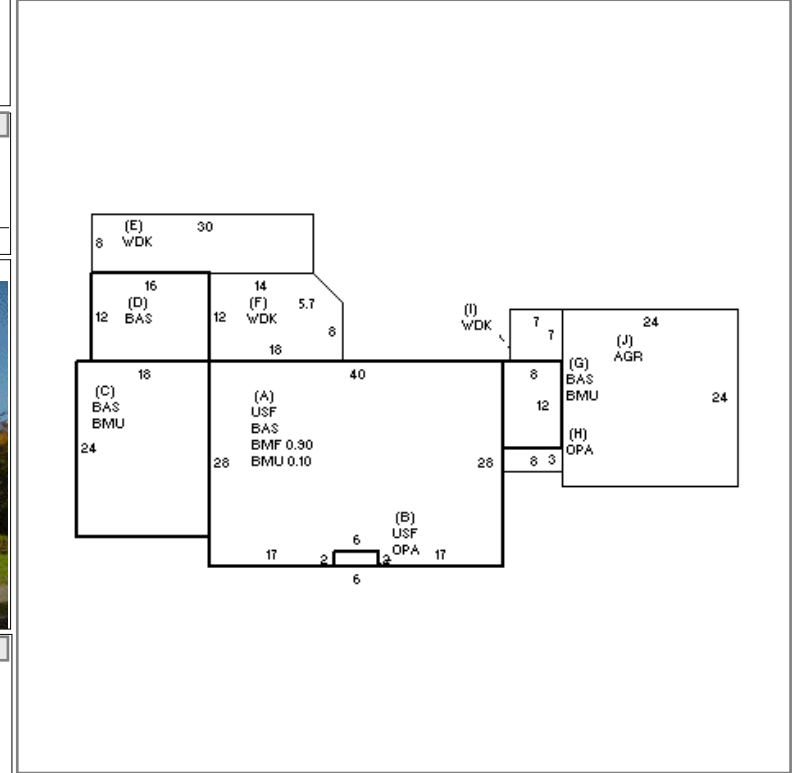 (E) 30
8 WDK
16
(D)
12 BAS
14
(F) 5.7
12 WDK
8
18
(I)
WDK
7
7
24
(J)
AGR
24
18
(C)
BAS
BMU
24
40
(A)
USF
BAS
BMF 0.90
BMU 0.10
28
28
8
12
(G)
BAS
BMU
(H)
OPA
8 3
(B)
USF
OPA
6
17
2
2
17
6